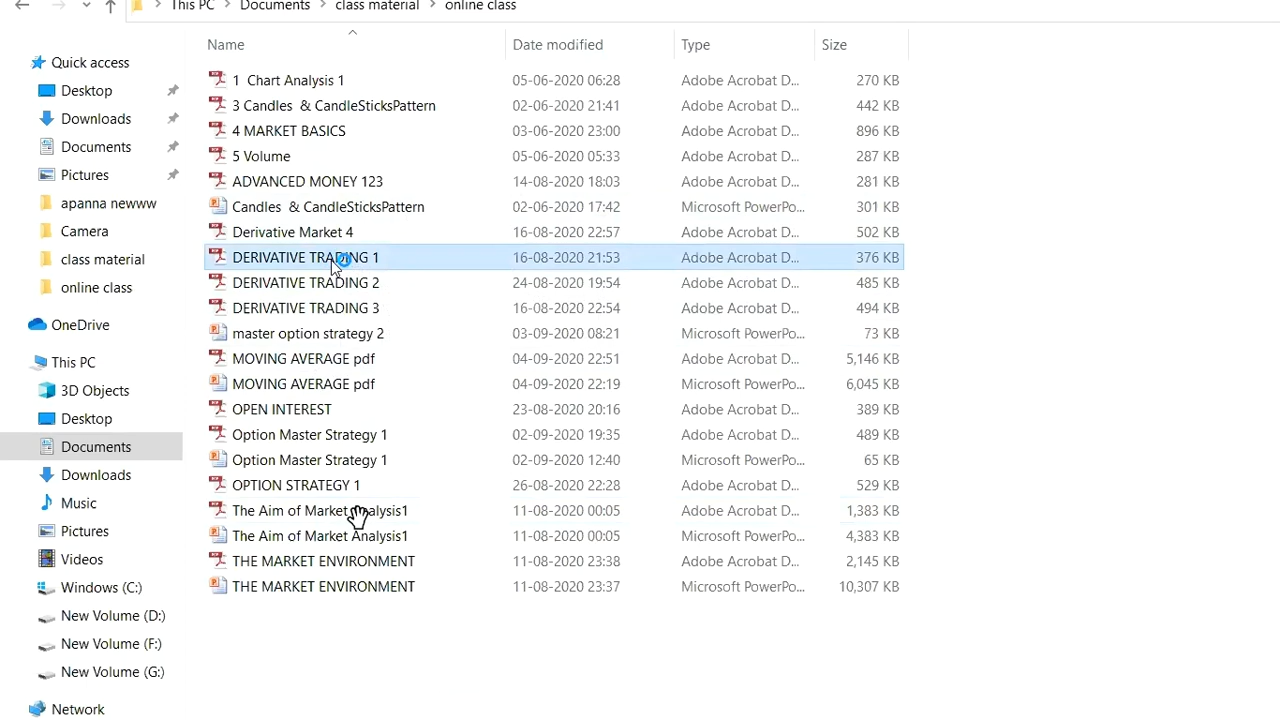 This PC > Documents > class material > online class
Name Date modified Type Size
Quick access
Desktop
Downloads
Documents
Pictures
apanna newww
Camera
class material
online class
OneDrive
This PC
3D Objects
Desktop
Documents
Downloads
Music
Pictures
Videos
Windows (C:)
New Volume (D:)
New Volume (F:)
New Volume (G:)
Network
1 Chart Analysis 1 05-06-2020 06:28 Adobe Acrobat D... 270 KB
3 Candles & CandleSticksPattern 02-06-2020 21:41 Adobe Acrobat D... 442 KB
4 MARKET BASICS 03-06-2020 23:00 Adobe Acrobat D... 896 KB
5 Volume 05-06-2020 05:33 Adobe Acrobat D... 287 KB
ADVANCED MONEY 123 14-08-2020 18:03 Adobe Acrobat D... 281 KB
Candles & CandleSticksPattern 02-06-2020 17:42 Microsoft PowerPo... 301 KB
Derivative Market 4 16-08-2020 22:57 Adobe Acrobat D... 502 KB
DERIVATIVE TRADING 1 16-08-2020 21:53 Adobe Acrobat D... 376 KB
DERIVATIVE TRADING 2 24-08-2020 19:54 Adobe Acrobat D... 485 KB
DERIVATIVE TRADING 3 16-08-2020 22:54 Adobe Acrobat D... 494 KB
master option strategy 2 03-09-2020 08:21 Microsoft PowerPo... 73 KB
MOVING AVERAGE pdf 04-09-2020 22:51 Adobe Acrobat D... 5,146 KB
MOVING AVERAGE pdf 04-09-2020 22:19 Microsoft PowerPo... 6,045 KB
OPEN INTEREST 23-08-2020 20:16 Adobe Acrobat D... 389 KB
Option Master Strategy 1 02-09-2020 19:35 Adobe Acrobat D... 489 KB
Option Master Strategy 1 02-09-2020 12:40 Microsoft PowerPo... 65 KB
OPTION STRATEGY 1 26-08-2020 22:28 Adobe Acrobat D... 529 KB
The Aim of Market Analysis1 11-08-2020 00:05 Adobe Acrobat D... 1,383 KB
The Aim of Market Analysis1 11-08-2020 00:05 Microsoft PowerPo... 4,383 KB
THE MARKET ENVIRONMENT 11-08-2020 23:38 Adobe Acrobat D... 2,145 KB
THE MARKET ENVIRONMENT 11-08-2020 23:37 Microsoft PowerPo... 10,307 KB